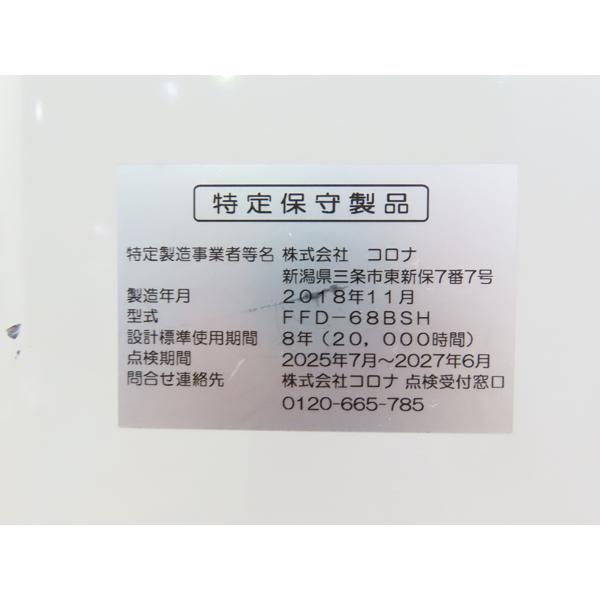 特定保守製品
特定製造事業者等名 株式会社 コロナ
新潟県三条市東新保7番7号
製造年月 2018年11月
型式 FFD-68BSH
設計標準使用期間 8年(20,000時間)
点検期間 2025年7月~2027年6月
問合せ連絡先 株式会社コロナ 点検受付窓口
0120-665-785